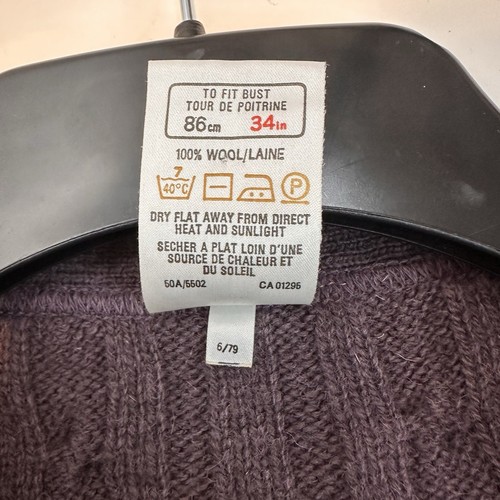 TO FIT BUST
TOUR DE POITRINE
86cm 34in
100% WOOL/LAINE
7
40°C P
DRY FLAT AWAY FROM DIRECT
HEAT AND SUNLIGHT
SECHER A PLAT LOIN D'UNE
SOURCE DE CHALEUR ET
DU SOLEIL
50A/5502 CA 01295
6/79